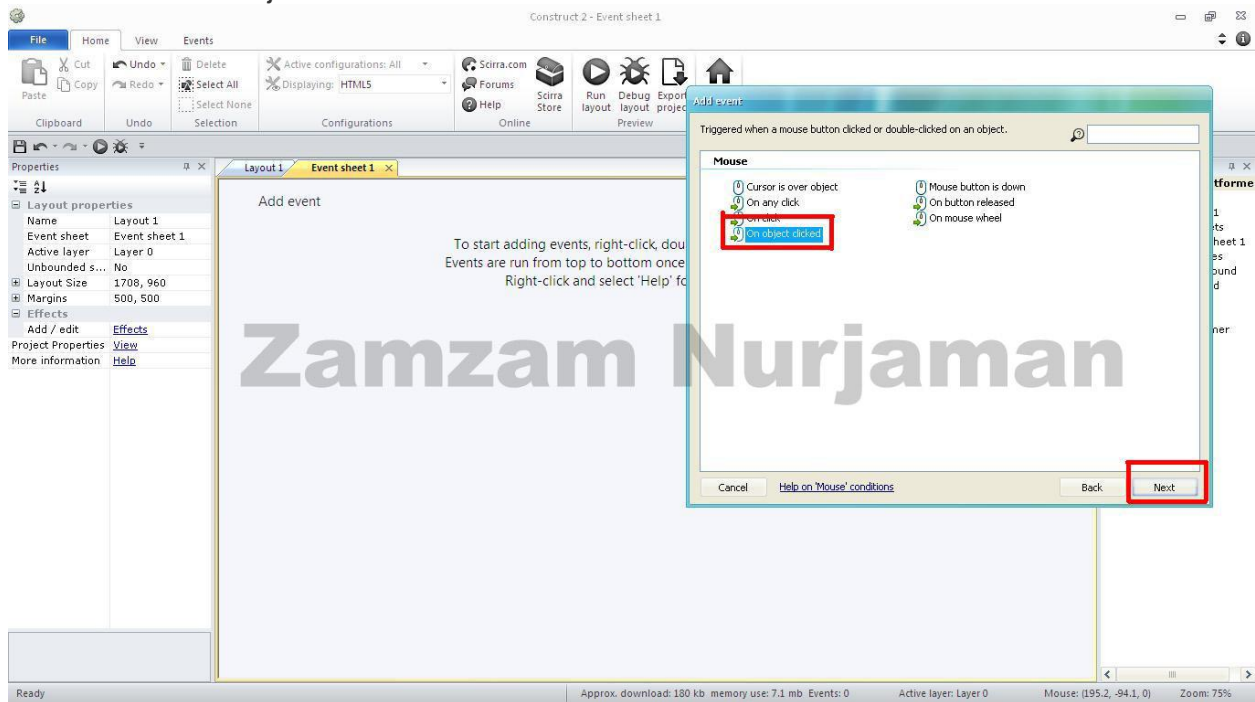 Construct 2 - Event sheet 1
File Home View Events
Paste
Cut
Copy
Clipboard
Undo
Redo
Undo
Delete
Select All
Select None
Selection
Active configurations: All
Displaying: HTML5
Configurations
Scirra.com
Forums
Help
Scirra Store
Online
Run layout
Debug layout
Export
Preview
Properties
Layout properties
Name Layout 1
Event sheet Event sheet 1
Active layer Layer 0
Unbounded s... No
Layout Size 1708, 960
Margins 500, 500
Effects
Add / edit Effects
Project Properties View
More information Help
Layout 1 Event sheet 1
Add event
To start adding events, right-click, dou
Events are run from top to bottom once
Right-click and select 'Help' fo
Zamzam Nurjaman
Add event
Triggered when a mouse button clicked or double-clicked on an object.
Mouse
Cursor is over object
On any click
On click
On object clicked
Mouse button is down
On button released
On mouse wheel
Cancel Help on 'Mouse' conditions Back Next
Ready
Approx. download: 180 kb memory use: 7.1 mb Events: 0 Active layer: Layer 0 Mouse: (195.2, -94.1, 0) Zoom: 75%